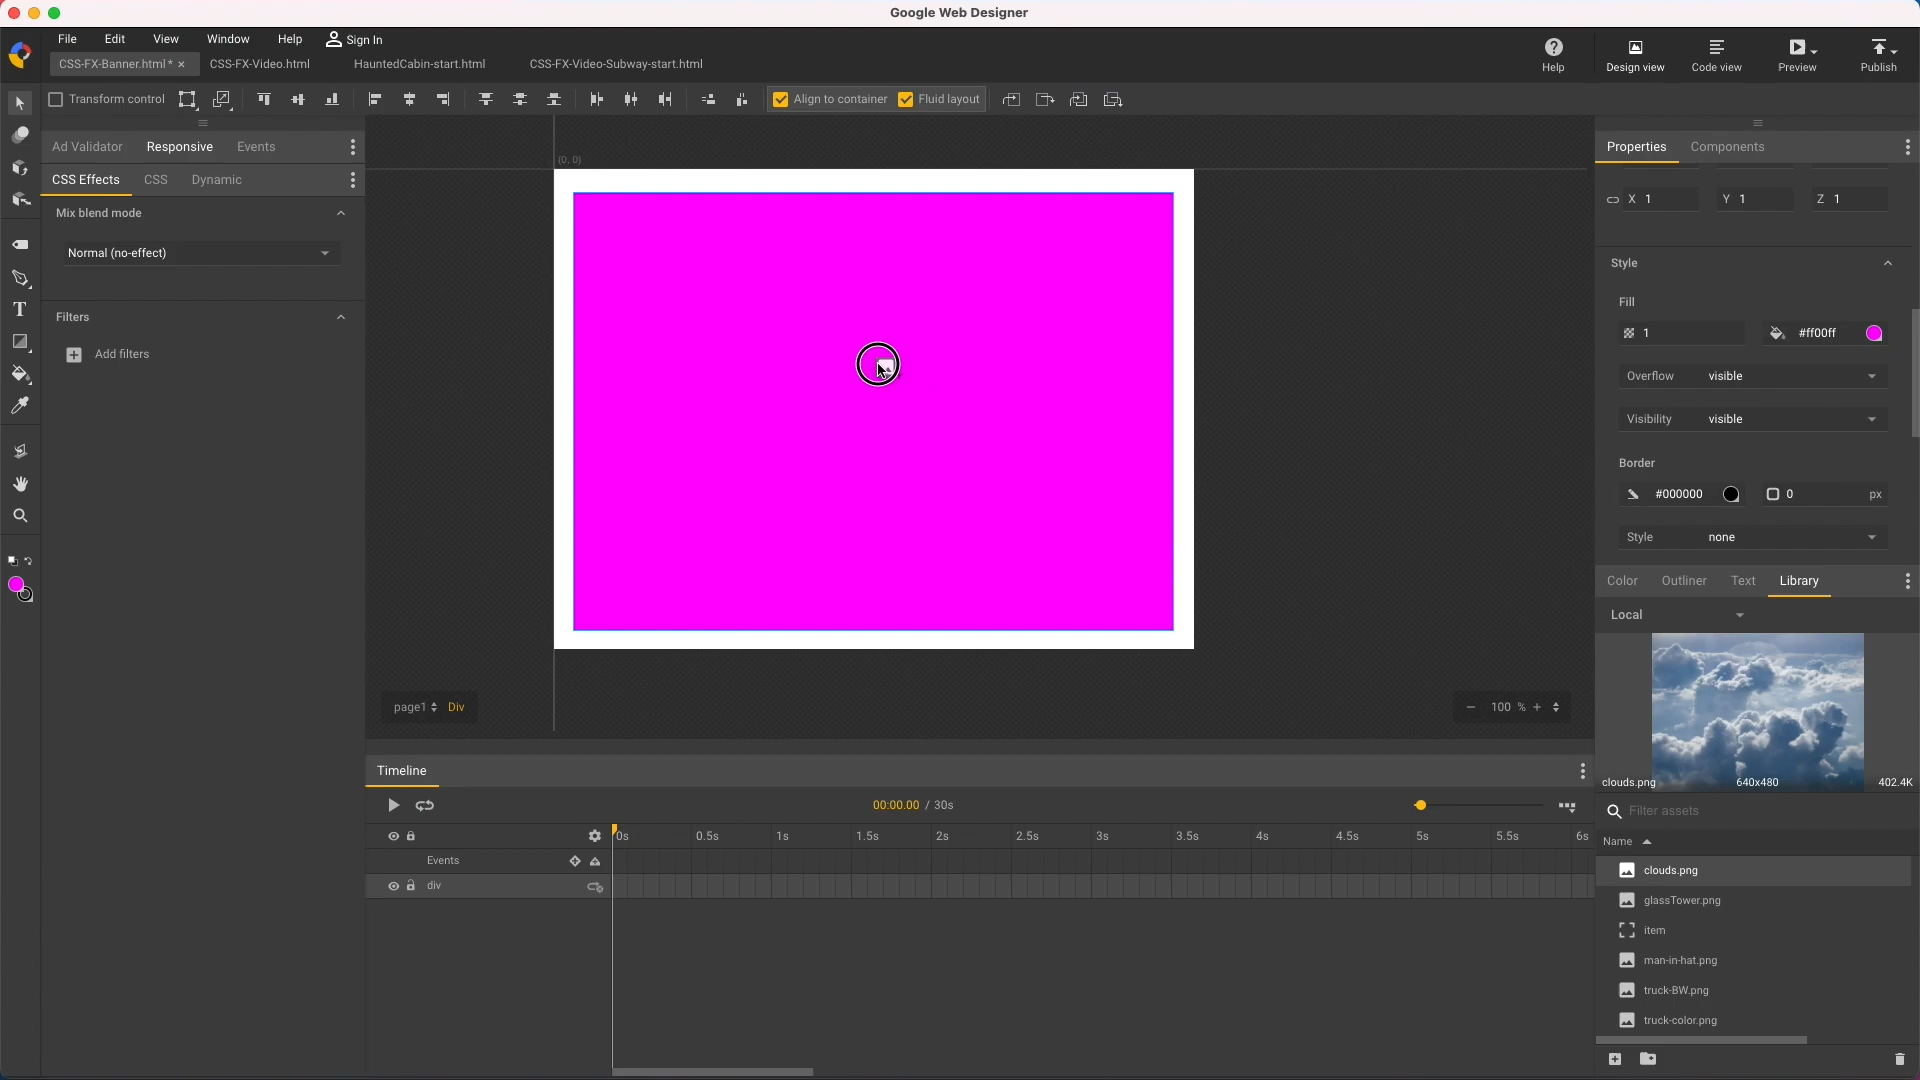 Google Web Designer
File Edit View Window Help Sign In
CSS-FX-Banner.html * × CSS-FX-Video.html HauntedCabin-start.html CSS-FX-Video-Subway-start.html
Help Design view Code view Preview Publish
Transform control Align to container Fluid layout
Ad Validator Responsive Events
CSS Effects CSS Dynamic
Mix blend mode
Normal (no-effect)
Filters
Add filters
(0, 0)
page1 Div
100 %
Properties Components
X 1 Y 1 Z 1
Style
Fill
1 #ff00ff
Overflow visible
Visibility visible
Border
#000000 0 px
Style none
Color Outliner Text Library
Local
clouds.png 640x480 402.4K
Filter assets
Name
clouds.png
glassTower.png
item
man-in-hat.png
truck-BW.png
truck-color.png
Timeline
00:00.00 / 30s
0s 0.5s 1s 1.5s 2s 2.5s 3s 3.5s 4s 4.5s 5s 5.5s 6s
Events
div